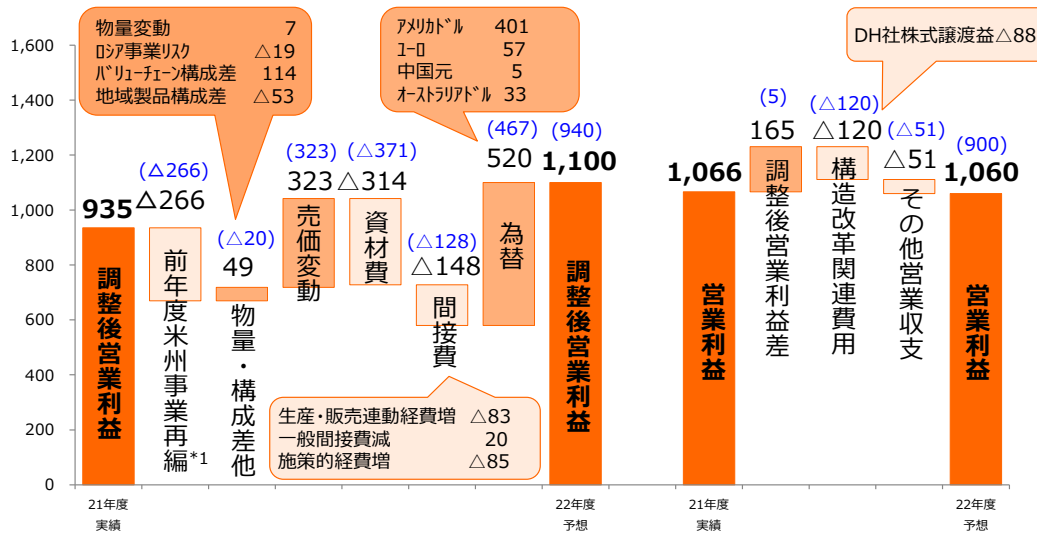 物量変動 7
ﾛｼｱ事業リスク △19
ﾊﾞﾘｭｰﾁｪｰﾝ構成差 114
地域製品構成差 △53
ｱﾒﾘｶﾄﾞﾙ 401
ﾕｰﾛ 57
中国元 5
ｵｰｽﾄﾗﾘｱﾄﾞﾙ 33
DH社株式譲渡益△88
1,600
1,400
1,200
1,000
800
600
400
200
0
935
調整後営業利益
(Δ266)
Δ266
前年度米州事業再編*1
(△20)
49
物量・構成差他
(323)
323
売価変動
(△371)
△314
資材費
(△128)
△148
間接費
(467)
520
為替
(940)
1,100
調整後営業利益
生産・販売連動経費増 △83
一般間接費減 20
施策的経費増 △85
1,066
営業利益
(5)
165
調整後営業利益差
(△120)
△120
構造改革関連費用
(△51)
△51
その他営業収支
(900)
1,060
営業利益
21年度
実績
22年度
予想
21年度
実績
22年度
予想